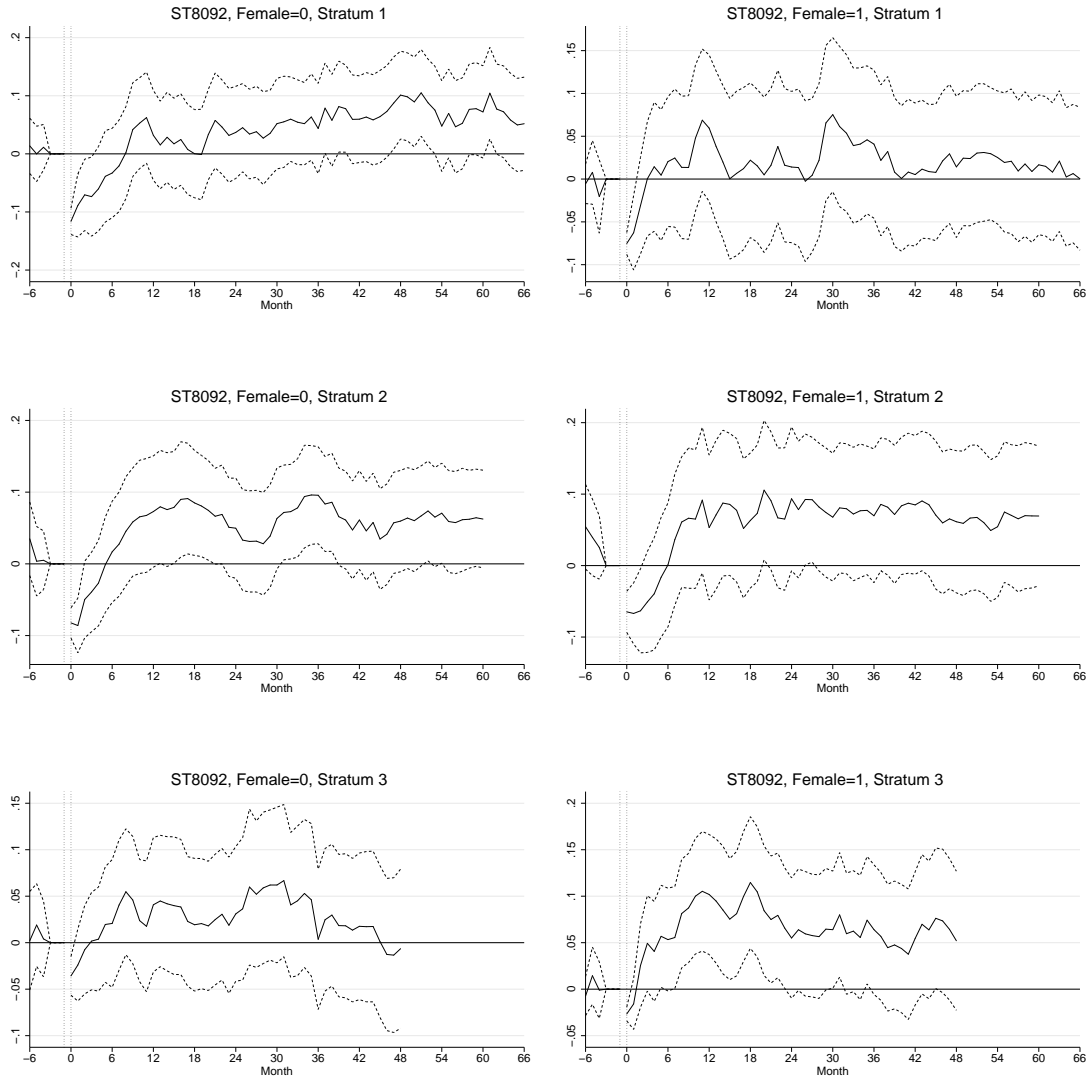 ST8092, Female=0, Stratum 1
.2
.1
0
−.1
−.2
−6 0 6 12 18 24 30 36 42 48 54 60 66
Month
ST8092, Female=1, Stratum 1
.15
.1
.05
0
−.05
−.1
−6 0 6 12 18 24 30 36 42 48 54 60 66
Month
ST8092, Female=0, Stratum 2
.2
.1
0
−.1
−6 0 6 12 18 24 30 36 42 48 54 60 66
Month
ST8092, Female=1, Stratum 2
.2
.1
0
−.1
−6 0 6 12 18 24 30 36 42 48 54 60 66
Month
ST8092, Female=0, Stratum 3
.15
.1
.05
0
−.05
−.1
−6 0 6 12 18 24 30 36 42 48 54 60 66
Month
ST8092, Female=1, Stratum 3
.2
.15
.1
.05
0
−.05
−6 0 6 12 18 24 30 36 42 48 54 60 66
Month